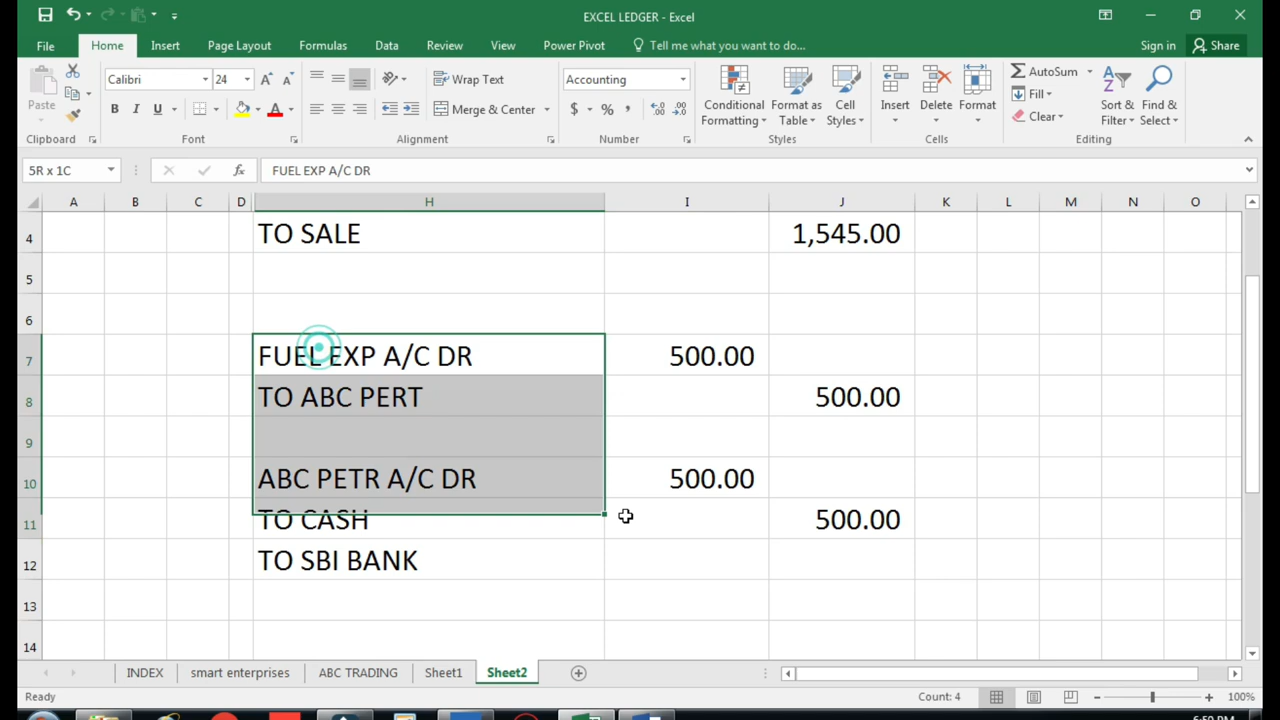 EXCEL LEDGER - Excel
File Home Insert Page Layout Formulas Data Review View Power Pivot Tell me what you want to do... Sign in Share
Calibri 24 Wrap Text Accounting AutoSum
Paste Fill
B I U Merge & Center $ % , Conditional Formatting Format as Table Cell Styles Insert Delete Format Clear Sort & Filter Find & Select
Clipboard Font Alignment Number Styles Cells Editing
5R x 1C fx FUEL EXP A/C DR
A B C D H I J K L M N O
4 TO SALE 1,545.00
5
6
7 FUEL EXP A/C DR 500.00
8 TO ABC PERT 500.00
9
10 ABC PETR A/C DR 500.00
11 TO CASH 500.00
12 TO SBI BANK
13
14
INDEX smart enterprises ABC TRADING Sheet1 Sheet2
Ready Count: 4 100%